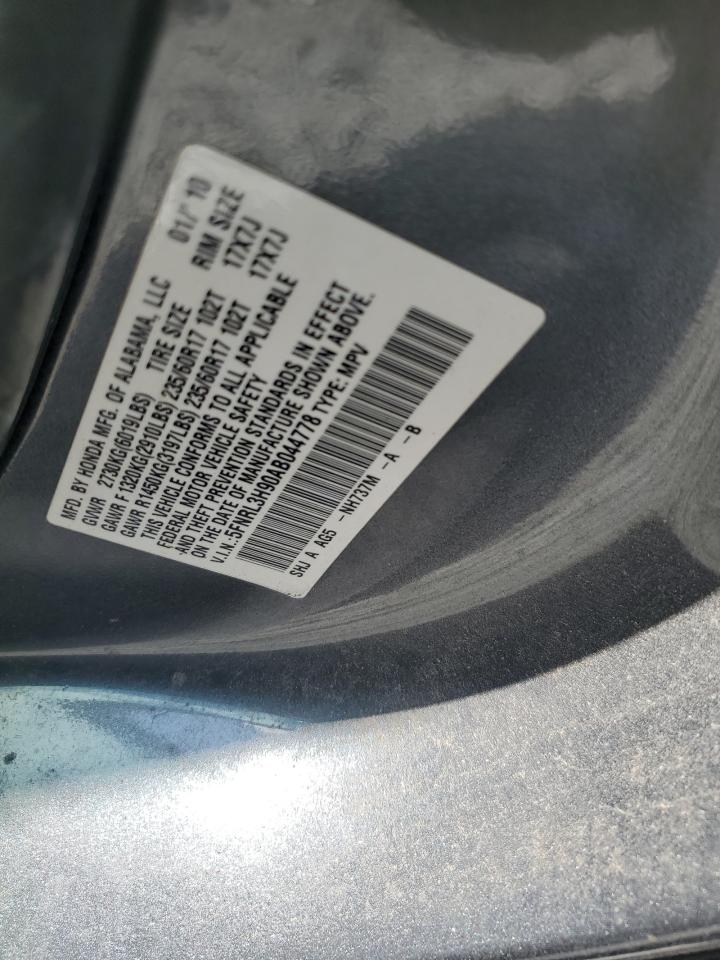 MFD. BY HONDA MFG. OF ALABAMA, LLC 01/ 10
GVWR 2730KG(6019LBS) TIRE SIZE RIM SIZE
GAWR F 1320KG(2910LBS) 235/60R17 102T 17X7J
GAWR R1450KG(3197LBS) 235/60R17 102T 17X7J
THIS VEHICLE CONFORMS TO ALL APPLICABLE
FEDERAL MOTOR VEHICLE SAFETY
AND THEFT PREVENTION STANDARDS IN EFFECT
ON THE DATE OF MANUFACTURE SHOWN ABOVE.
V.I.N.:5FNRL3H90AB044778 TYPE: MPV
SHJ A AG5 -NH737M -A -B